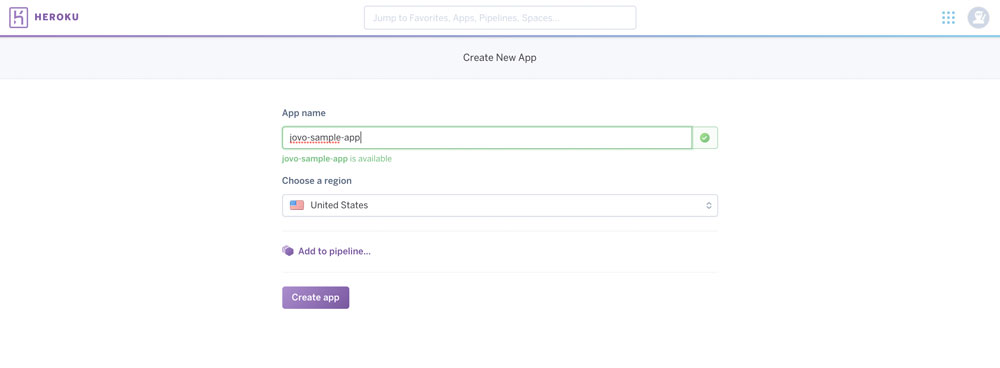 HEROKU
Jump to Favorites, Apps, Pipelines, Spaces...
Create New App
App name
jovo-sample-app
jovo-sample-app is available
Choose a region
United States
Add to pipeline...
Create app